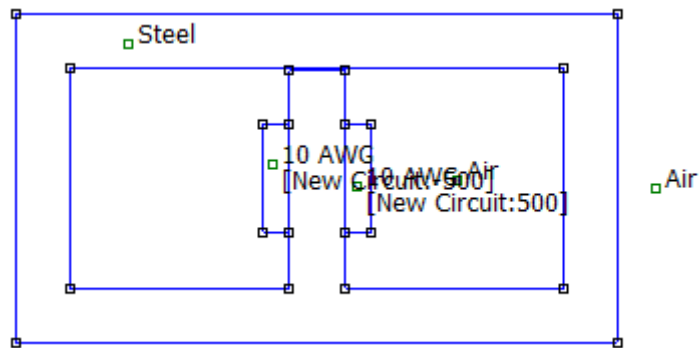 Steel
10 AWG
[New Circuit:-500]
10 AWG
[New Circuit:500]
Air
Air